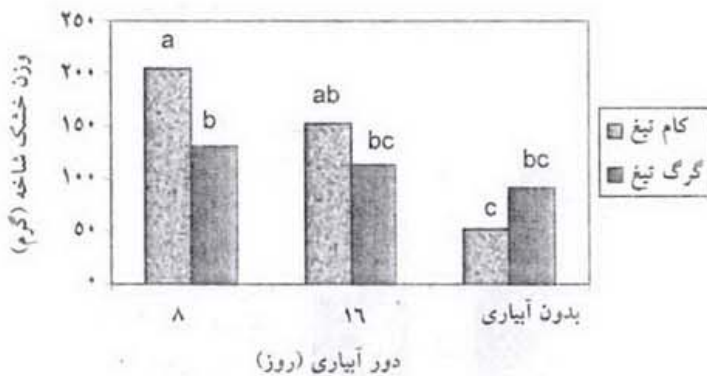 وزن خشک شاخه (گرم)
۲۵۰
۲۰۰
۱۵۰
۱۰۰
۵۰
۰
a
b
ab
bc
c
bc
۸
۱٦
بدون آبیاری
دور آبیاری (روز)
کام تیغ
گرگ تیغ